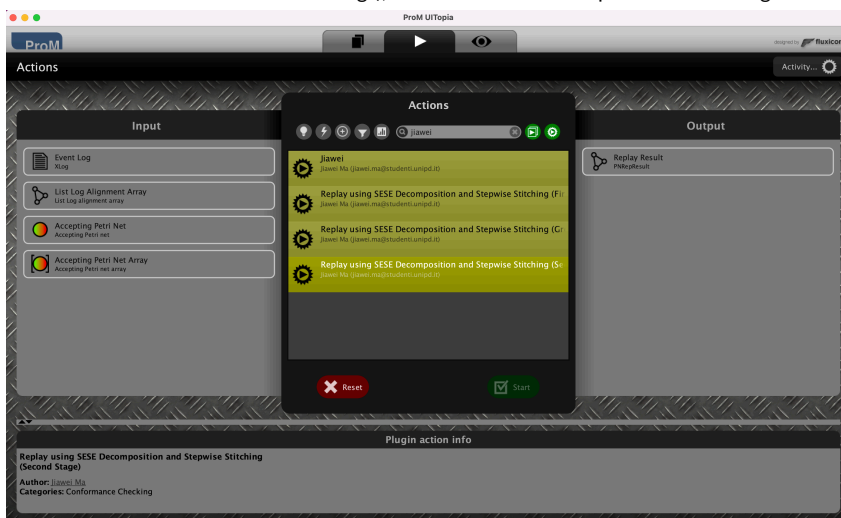 ProM UITopia
ProM
designed by fluxicon
Actions
Activity...
Actions
Input
jiawei
Output
Event Log
XLog
List Log Alignment Array
List Log alignment array
Accepting Petri Net
Accepting Petri net
Accepting Petri Net Array
Accepting Petri net array
Jiawei
Jiawei Ma (jiawei.ma@studenti.unipd.it)
Replay using SESE Decomposition and Stepwise Stitching (Fir
Jiawei Ma (jiawei.ma@studenti.unipd.it)
Replay using SESE Decomposition and Stepwise Stitching (Gr
Jiawei Ma (jiawei.ma@studenti.unipd.it)
Replay using SESE Decomposition and Stepwise Stitching (Se
Jiawei Ma (jiawei.ma@studenti.unipd.it)
Replay Result
PNRepResult
Reset
Start
Plugin action info
Replay using SESE Decomposition and Stepwise Stitching
(Second Stage)
Author: Jiawei Ma
Categories: Conformance Checking